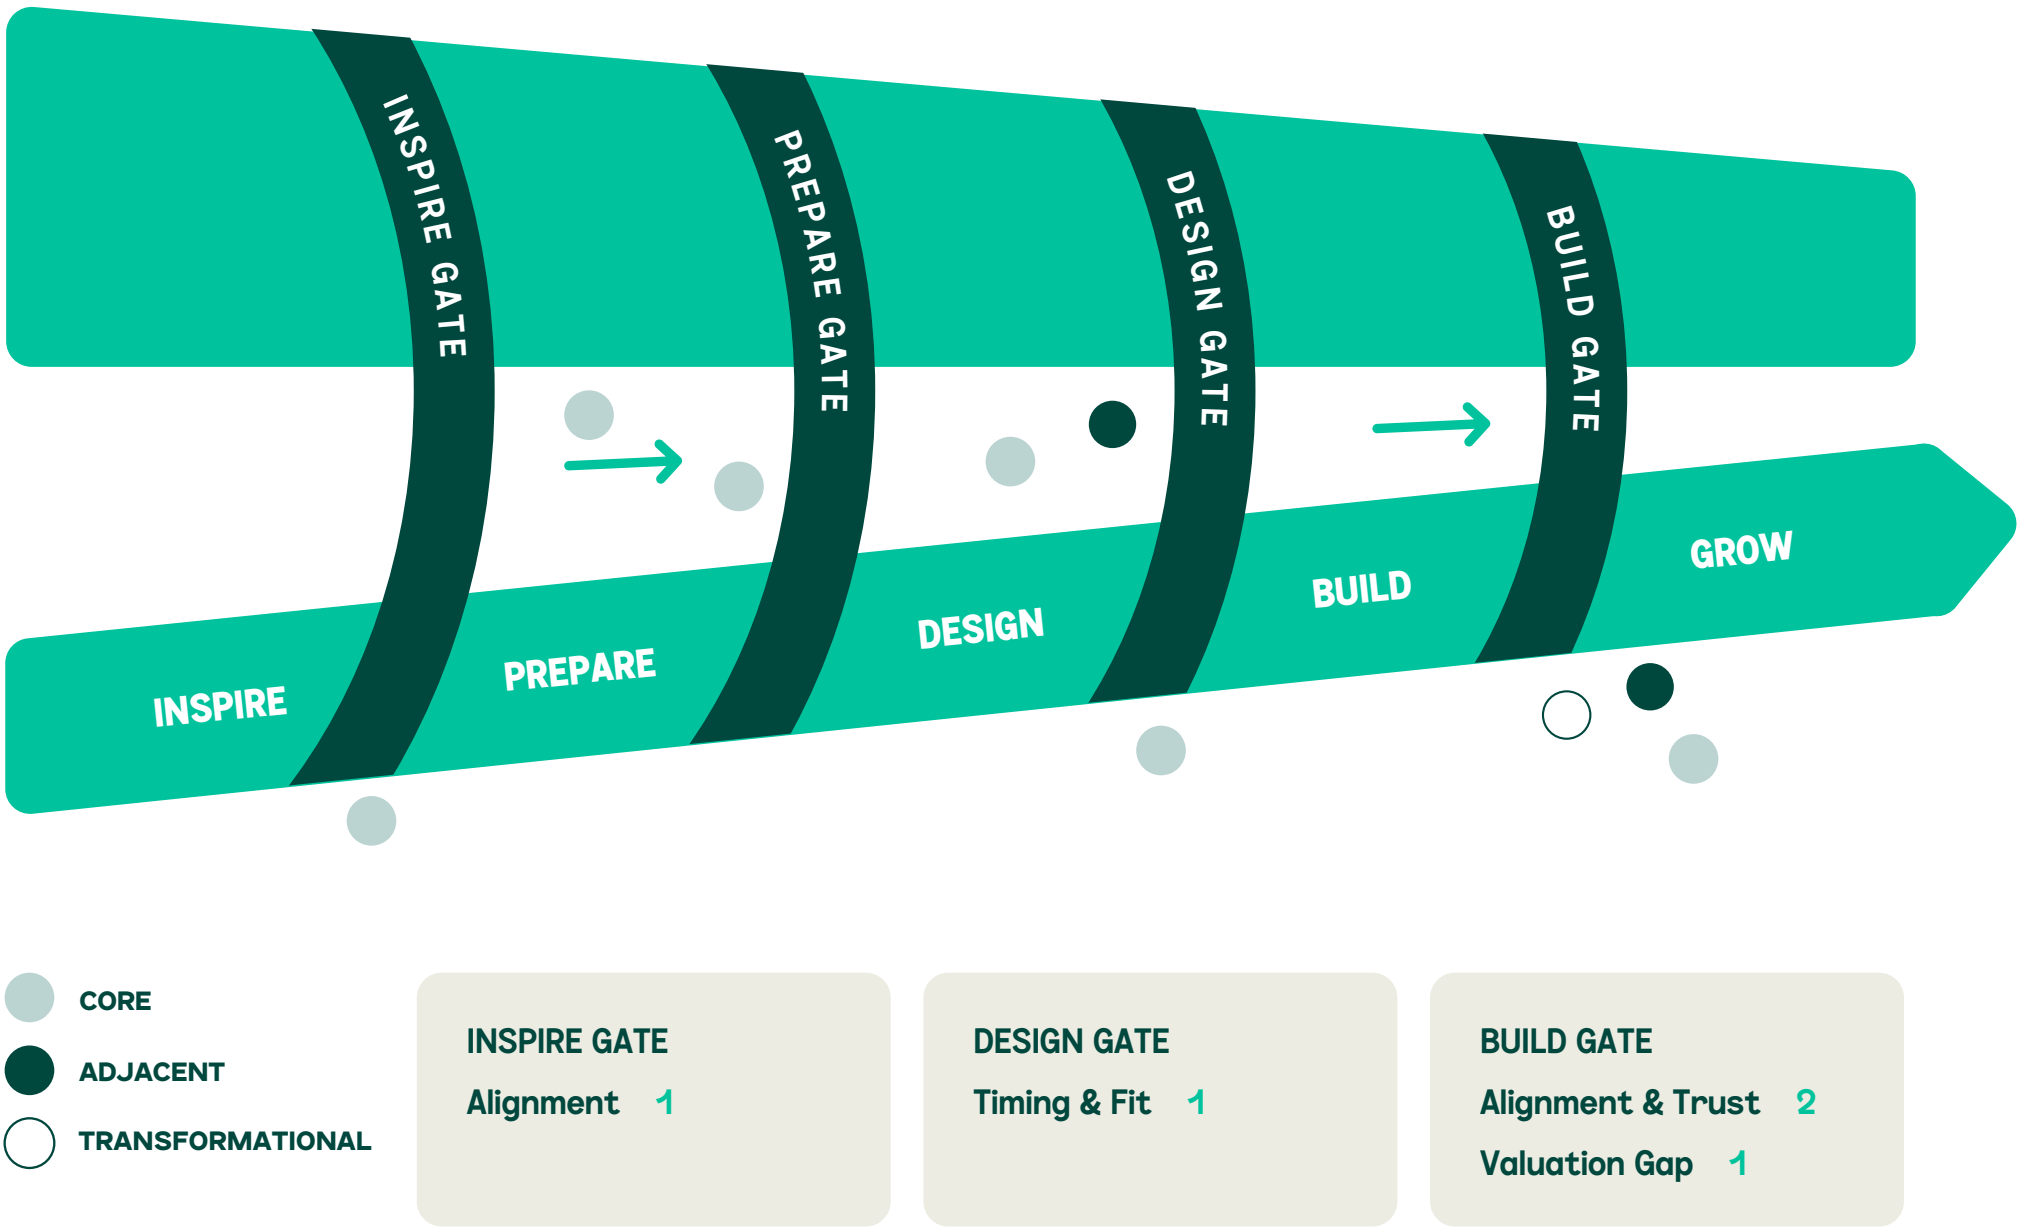 INSPIRE GATE
PREPARE GATE
DESIGN GATE
BUILD GATE
INSPIRE
PREPARE
DESIGN
BUILD
GROW
CORE
ADJACENT
TRANSFORMATIONAL
INSPIRE GATE
Alignment 1
DESIGN GATE
Timing & Fit 1
BUILD GATE
Alignment & Trust 2
Valuation Gap 1